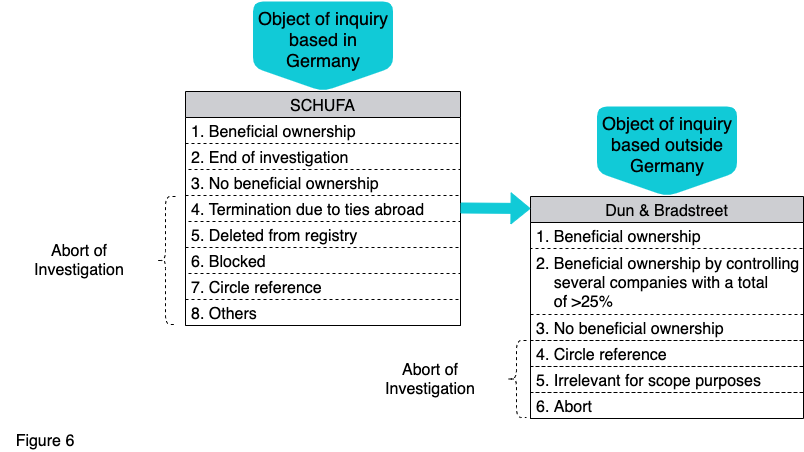 Object of inquiry
based in
Germany
SCHUFA
1. Beneficial ownership
2. End of investigation
3. No beneficial ownership
4. Termination due to ties abroad
5. Deleted from registry
6. Blocked
7. Circle reference
8. Others
Abort of
Investigation
Object of inquiry
based outside
Germany
Dun & Bradstreet
1. Beneficial ownership
2. Beneficial ownership by controlling
several companies with a total
of >25%
3. No beneficial ownership
4. Circle reference
5. Irrelevant for scope purposes
6. Abort
Abort of
Investigation
Figure 6